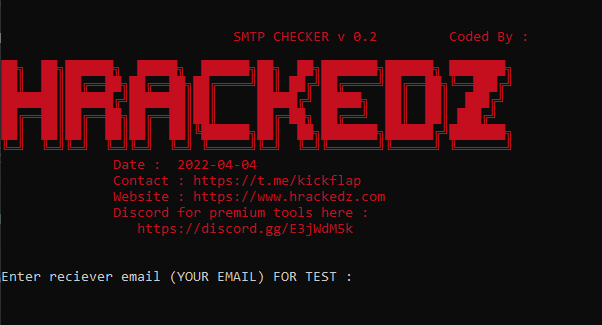 SMTP CHECKER v 0.2 Coded By :
HRACKEDZ
Date : 2022-04-04
Contact : https://t.me/kickflap
Website : https://www.hrackedz.com
Discord for premium tools here :
https://discord.gg/E3jWdM5k
Enter reciever email (YOUR EMAIL) FOR TEST :